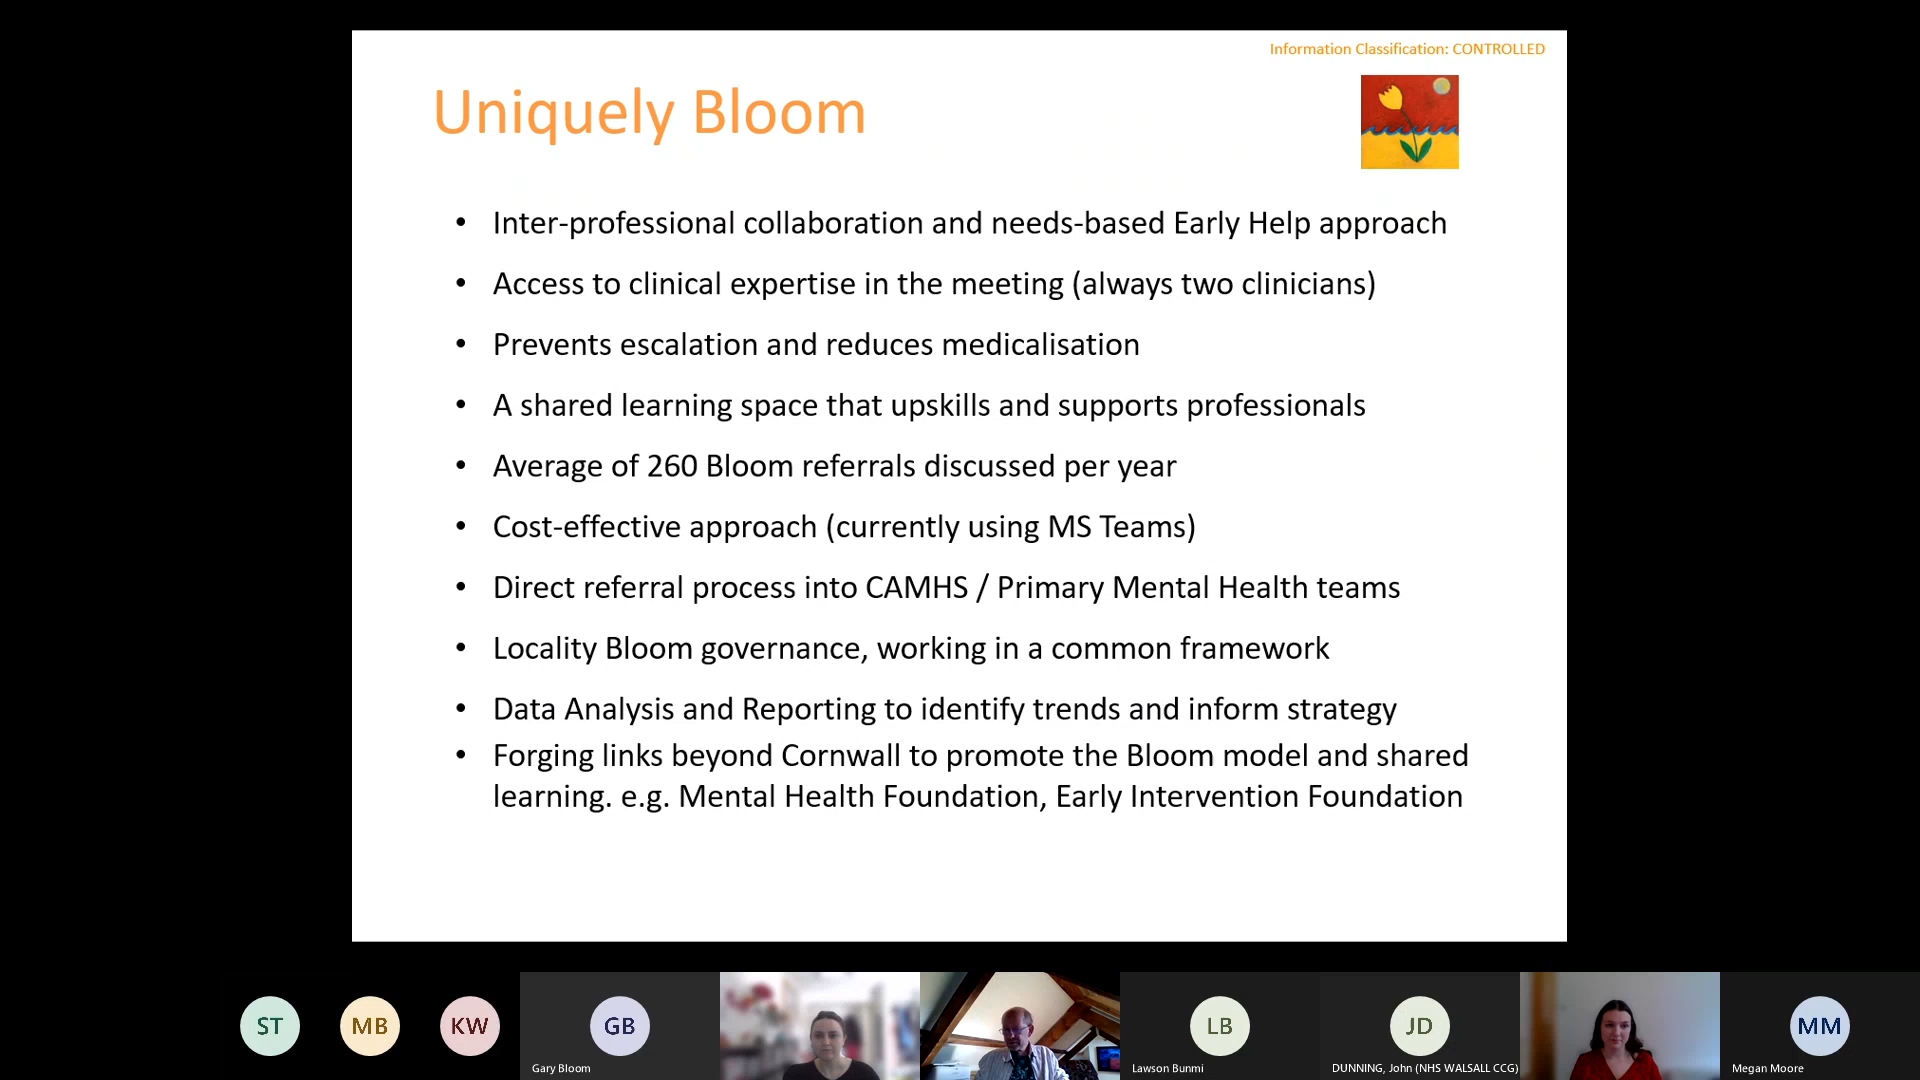 Information Classification: CONTROLLED
Uniquely Bloom
• Inter-professional collaboration and needs-based Early Help approach
• Access to clinical expertise in the meeting (always two clinicians)
• Prevents escalation and reduces medicalisation
• A shared learning space that upskills and supports professionals
• Average of 260 Bloom referrals discussed per year
• Cost-effective approach (currently using MS Teams)
• Direct referral process into CAMHS / Primary Mental Health teams
• Locality Bloom governance, working in a common framework
• Data Analysis and Reporting to identify trends and inform strategy
• Forging links beyond Cornwall to promote the Bloom model and shared
learning. e.g. Mental Health Foundation, Early Intervention Foundation
ST
MB
KW
GB
LB
JD
MM
Gary Bloom
Lawson Bunmi
DUNNING, John (NHS WALSALL CCG)
Megan Moore